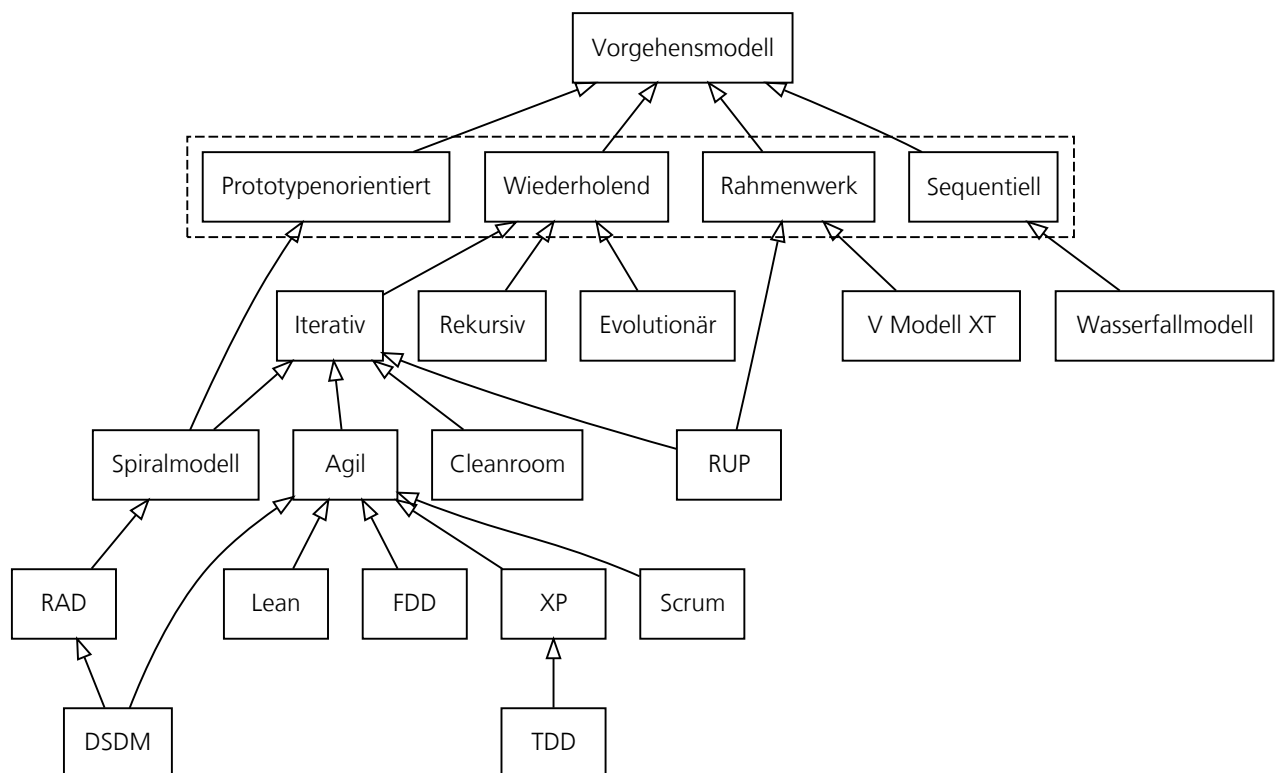 Vorgehensmodell
Prototypenorientiert
Wiederholend
Rahmenwerk
Sequentiell
Iterativ
Rekursiv
Evolutionär
V Modell XT
Wasserfallmodell
Spiralmodell
Agil
Cleanroom
RUP
RAD
Lean
FDD
XP
Scrum
DSDM
TDD